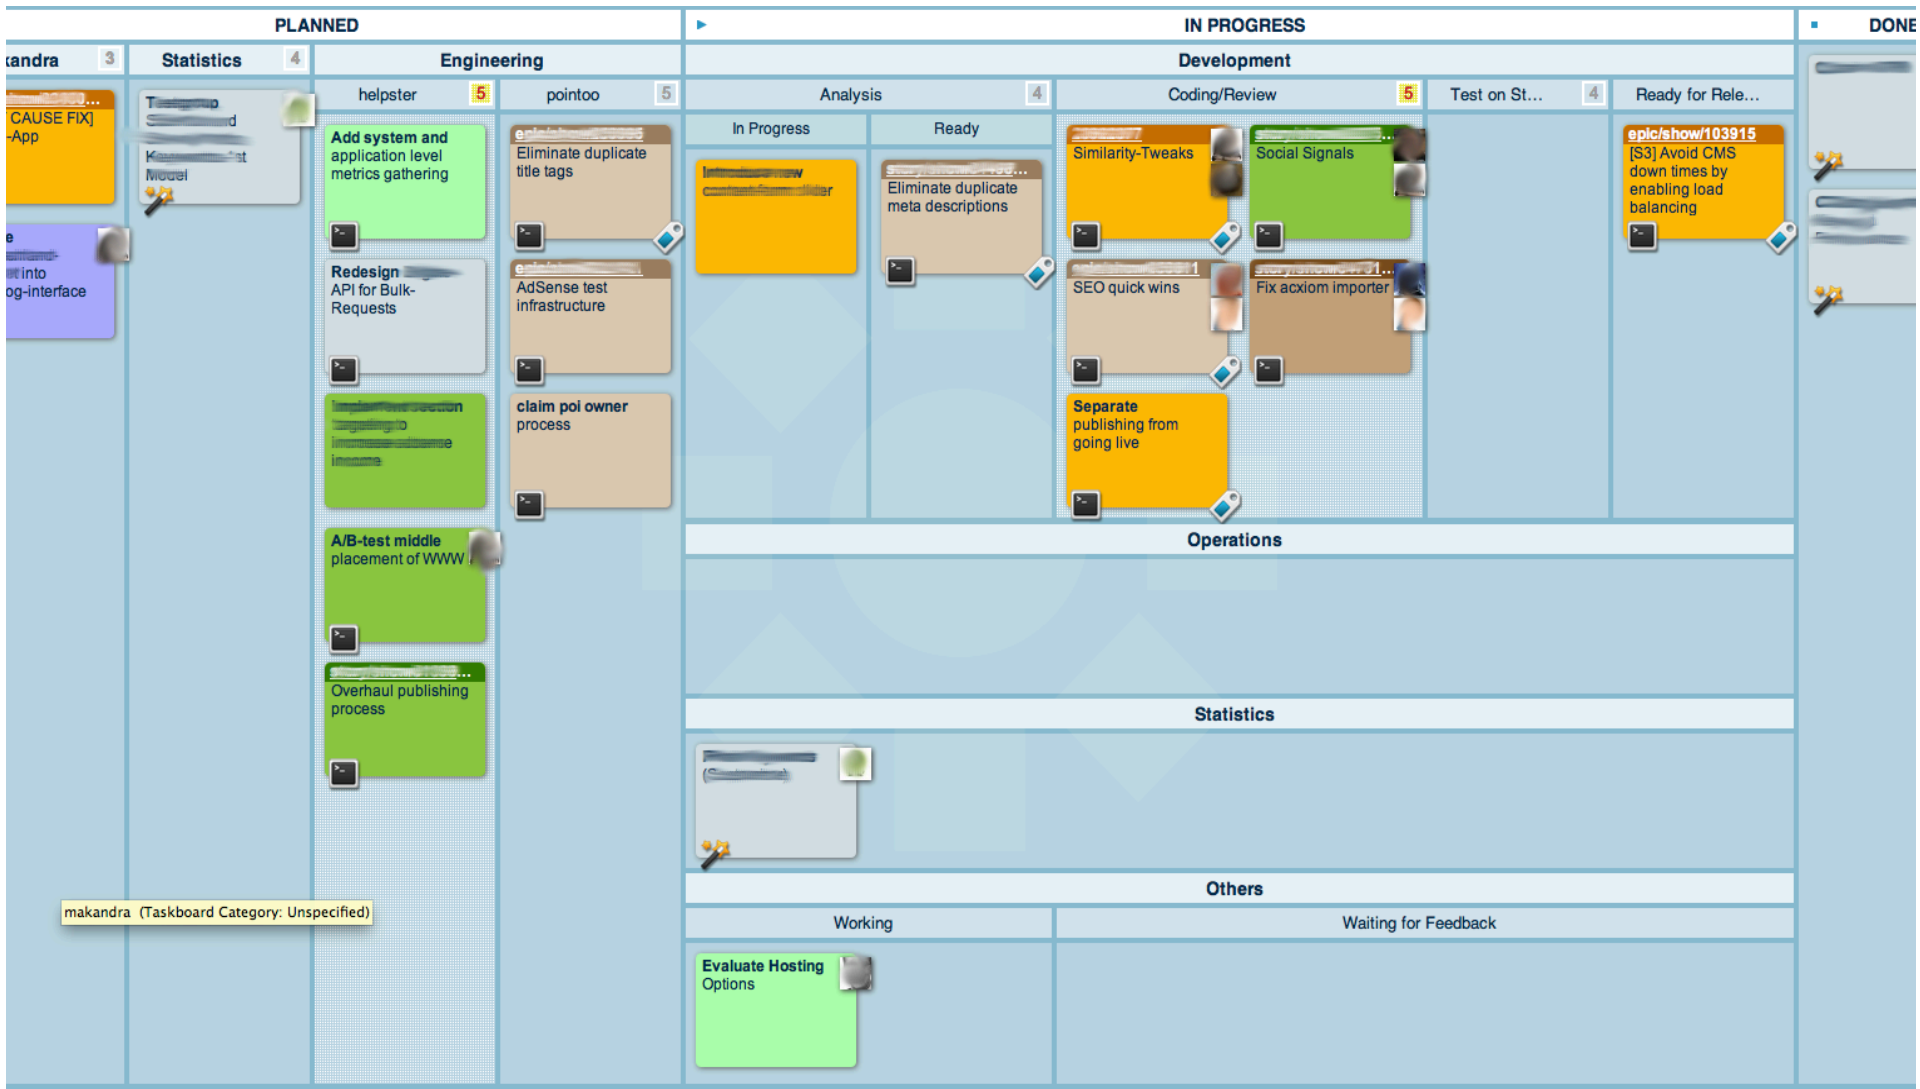 PLANNED
IN PROGRESS
DONE
andra
3
Statistics
4
Engineering
Development
helpster
5
pointoo
5
Analysis
4
Coding/Review
5
Test on St...
4
Ready for Rele...
In Progress
Ready
CAUSE FIX]
-App
into
og-interface
Add system and
application level
metrics gathering
Redesign
API for Bulk-
Requests
A/B-test middle
placement of WWW
Overhaul publishing
process
Eliminate duplicate
title tags
AdSense test
infrastructure
claim poi owner
process
Eliminate duplicate
meta descriptions
Similarity-Tweaks
Social Signals
SEO quick wins
Fix acxiom importer
Separate
publishing from
going live
epic/show/103915
[S3] Avoid CMS
down times by
enabling load
balancing
Operations
Statistics
Others
Working
Waiting for Feedback
Evaluate Hosting
Options
makandra (Taskboard Category: Unspecified)